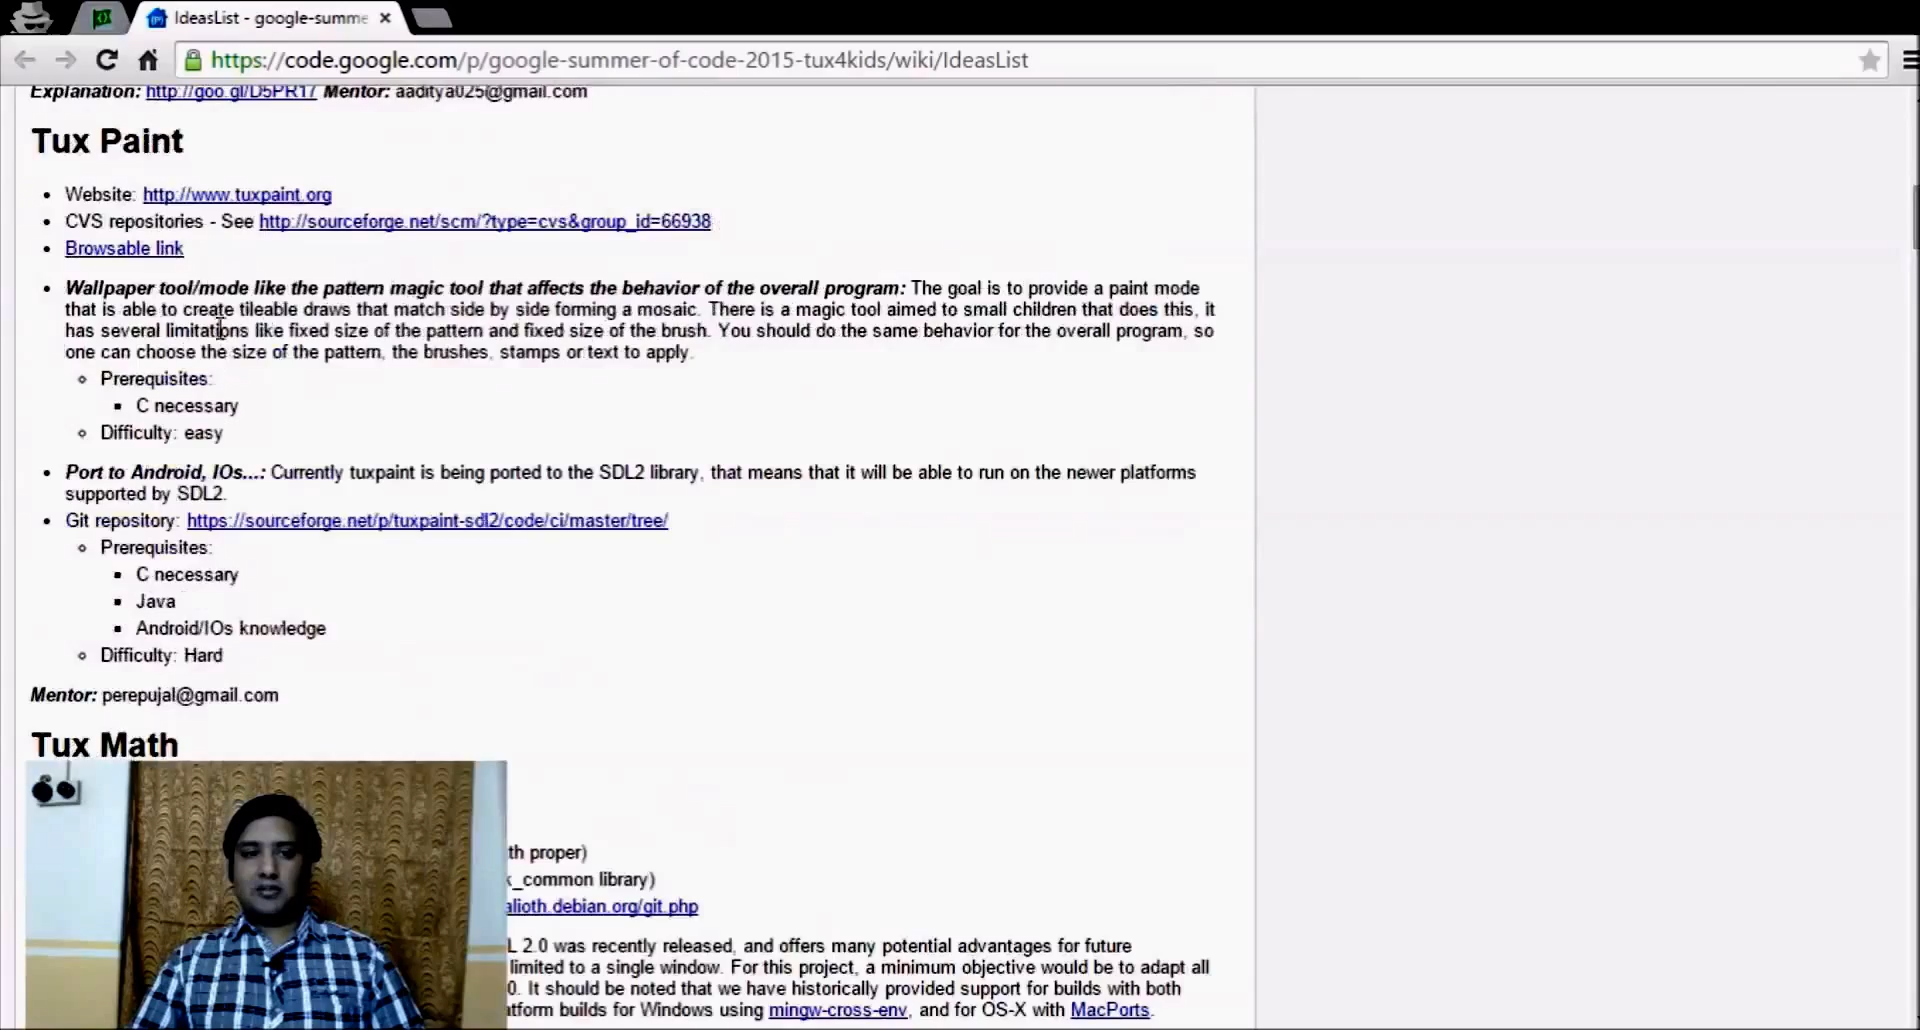 IdeasList - google-summe
https://code.google.com/p/google-summer-of-code-2015-tux4kids/wiki/IdeasList
Explanation: http://goo.gl/D5PR17 Mentor: aaditya025@gmail.com
Tux Paint
Website: http://www.tuxpaint.org
CVS repositories - See http://sourceforge.net/scm/?type=cvs&group_id=66938
Browsable link
Wallpaper tool/mode like the pattern magic tool that affects the behavior of the overall program: The goal is to provide a paint mode
that is able to create tileable draws that match side by side forming a mosaic. There is a magic tool aimed to small children that does this, it
has several limitations like fixed size of the pattern and fixed size of the brush. You should do the same behavior for the overall program, so
one can choose the size of the pattern, the brushes, stamps or text to apply.
Prerequisites:
C necessary
Difficulty: easy
Port to Android, IOs...: Currently tuxpaint is being ported to the SDL2 library, that means that it will be able to run on the newer platforms
supported by SDL2.
Git repository: https://sourceforge.net/p/tuxpaint-sdl2/code/ci/master/tree/
Prerequisites:
C necessary
Java
Android/IOs knowledge
Difficulty: Hard
Mentor: perepujal@gmail.com
Tux Math
th proper)
k_common library)
alioth.debian.org/git.php
L 2.0 was recently released, and offers many potential advantages for future
limited to a single window. For this project, a minimum objective would be to adapt all
0. It should be noted that we have historically provided support for builds with both
atform builds for Windows using mingw-cross-env, and for OS-X with MacPorts.